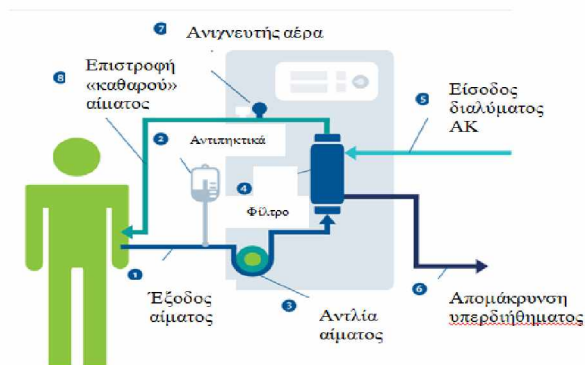 7 Ανιχνευτής αέρα
8 Επιστροφή
«καθαρού»
αίματος
2 Αντιπηκτικά
5 Είσοδος
διαλύματος
ΑΚ
4
Φίλτρο
1 Έξοδος
αίματος
3 Αντλία
αίματος
6 Απομάκρυνση
υπερδιήθηματος